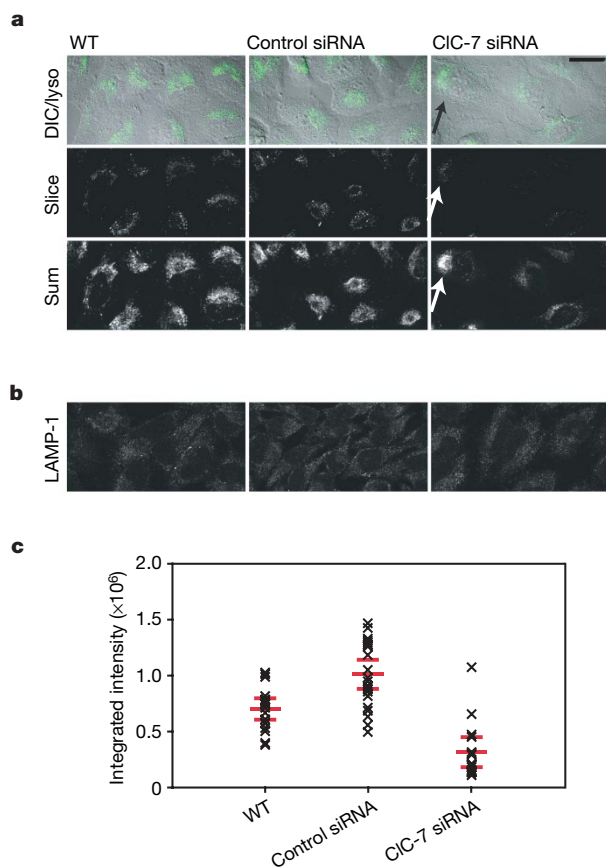 a
WT
Control siRNA
ClC-7 siRNA
DIC/lyso
Slice
Sum
b
LAMP-1
c
Integrated intensity (×10⁶)
2.0
1.5
1.0
0.5
0
WT
Control siRNA
ClC-7 siRNA